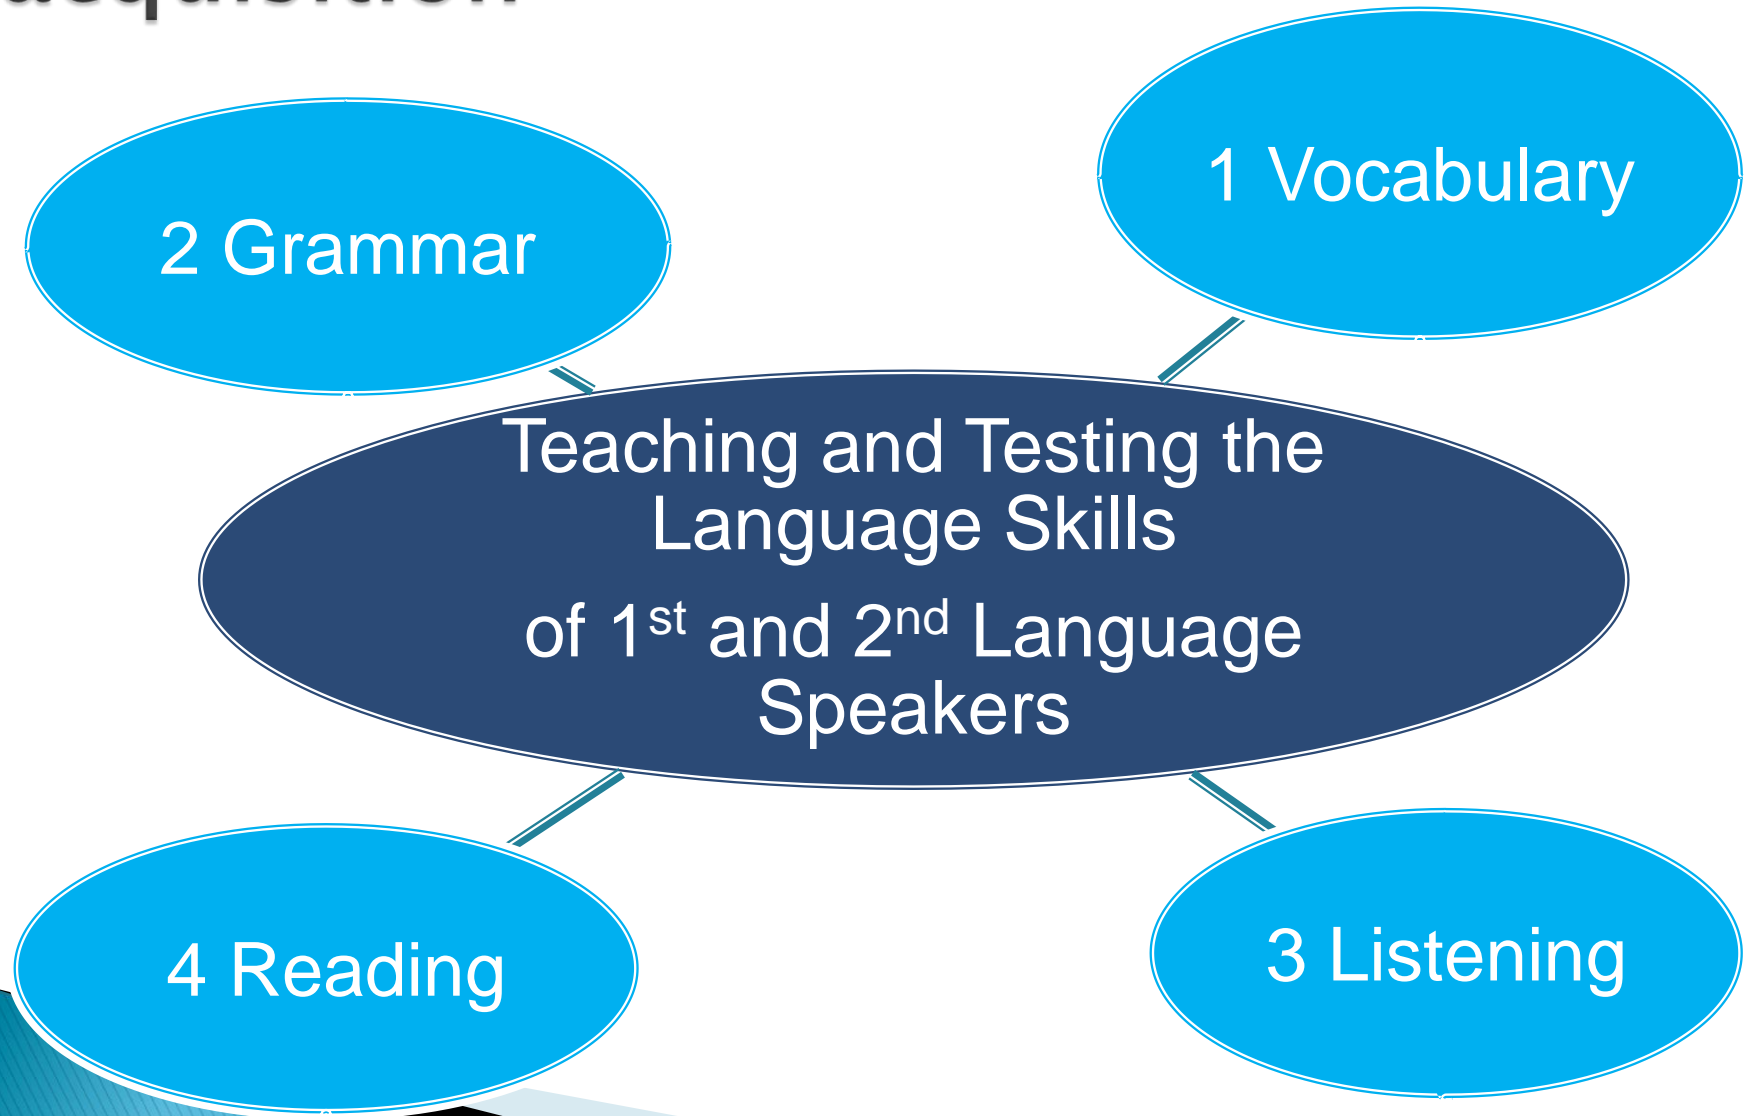 acquisition
1 Vocabulary
2 Grammar
Teaching and Testing the
Language Skills
of 1st and 2nd Language
Speakers
4 Reading
3 Listening